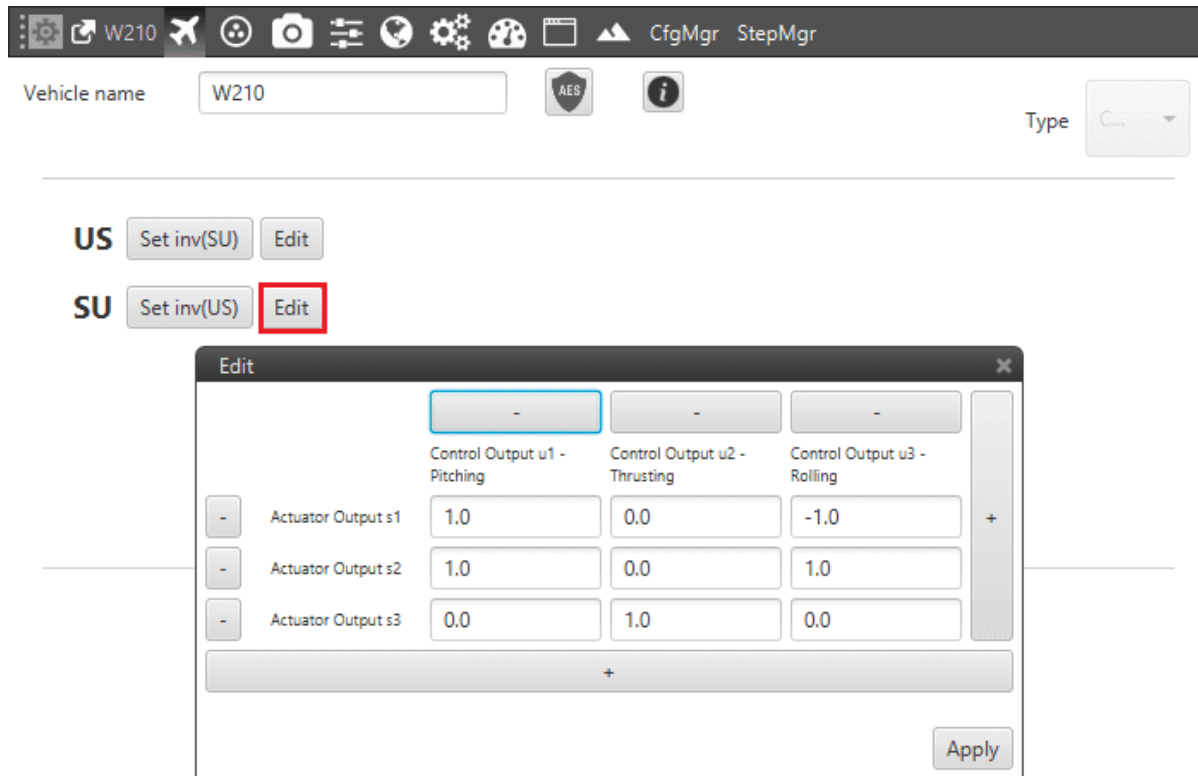 W210 CfgMgr StepMgr
Vehicle name W210 AES i
Type C...
US Set inv(SU) Edit
SU Set inv(US) Edit
Edit
- - -
Control Output u1 - Control Output u2 - Control Output u3 -
Pitching Thrusting Rolling
- Actuator Output s1 1.0 0.0 -1.0 +
- Actuator Output s2 1.0 0.0 1.0
- Actuator Output s3 0.0 1.0 0.0
+
Apply